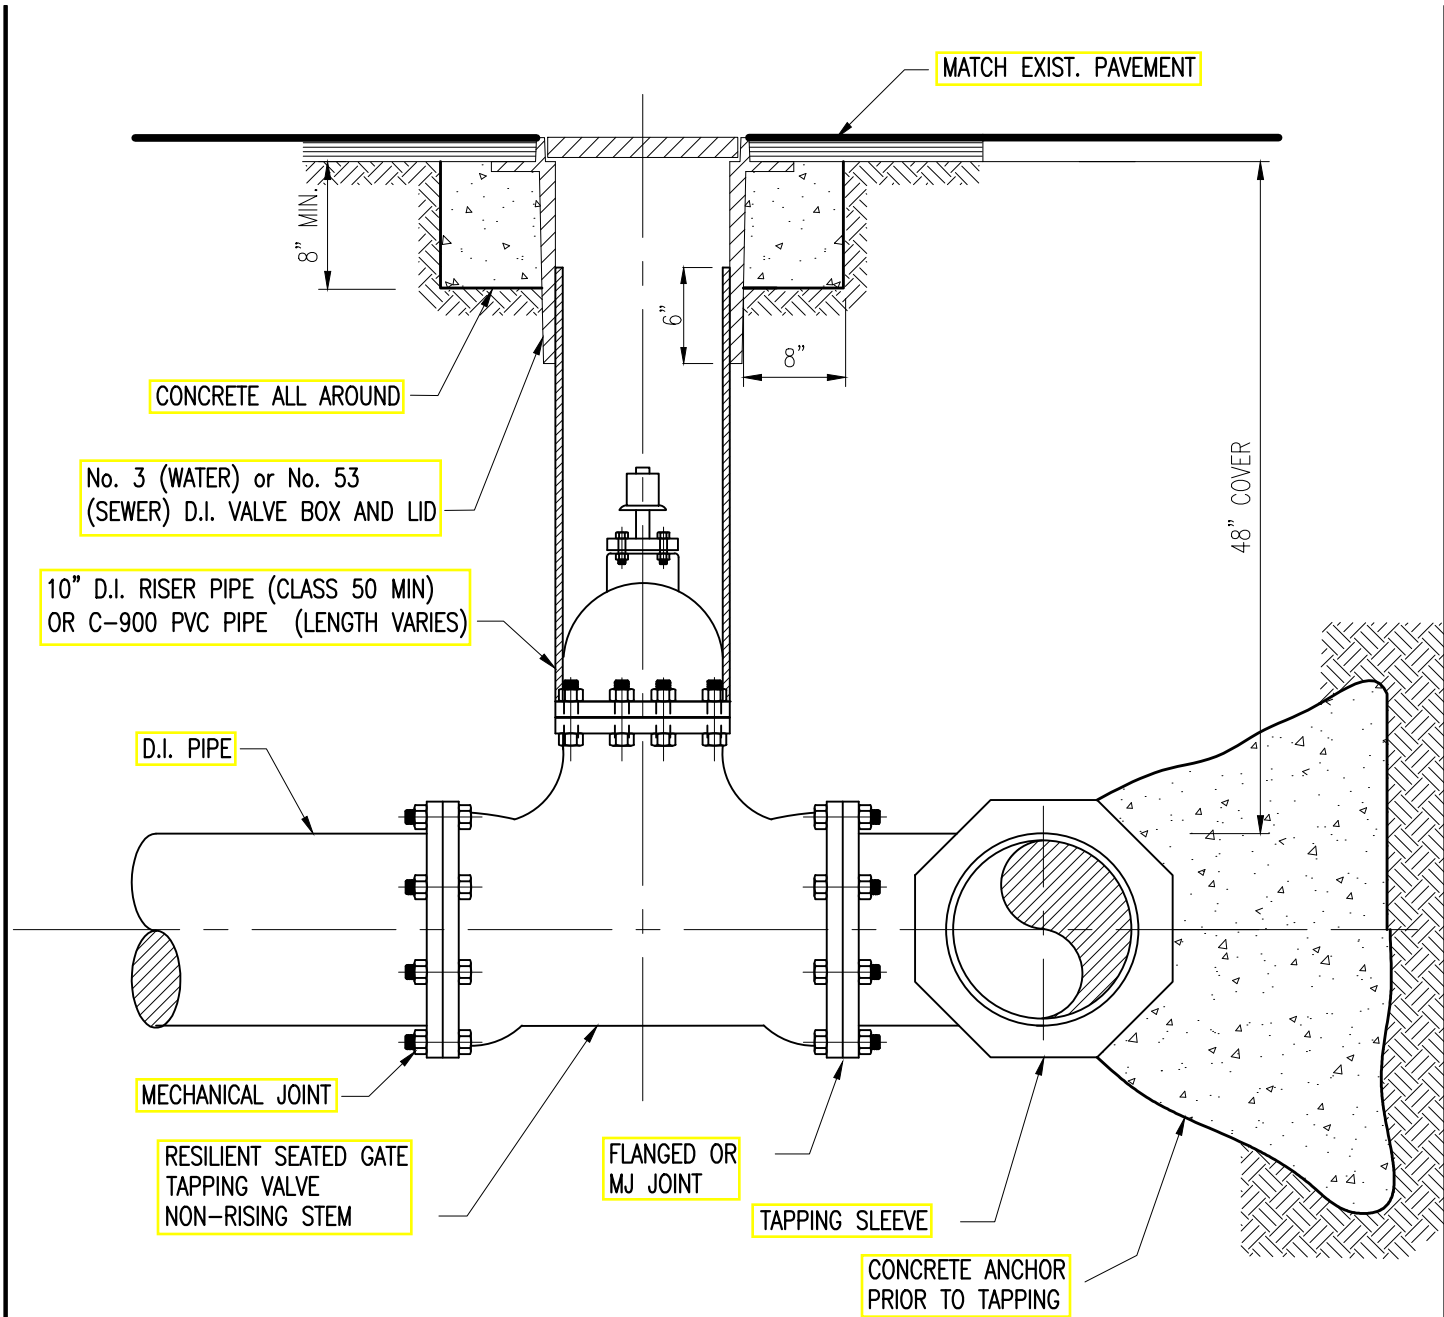 MATCH EXIST. PAVEMENT
8” MIN.
6”
8”
CONCRETE ALL AROUND
No. 3 (WATER) or No. 53
(SEWER) D.I. VALVE BOX AND LID
48” COVER
10” D.I. RISER PIPE (CLASS 50 MIN)
OR C-900 PVC PIPE (LENGTH VARIES)
D.I. PIPE
MECHANICAL JOINT
RESILIENT SEATED GATE
TAPPING VALVE
NON-RISING STEM
FLANGED OR
MJ JOINT
TAPPING SLEEVE
CONCRETE ANCHOR
PRIOR TO TAPPING